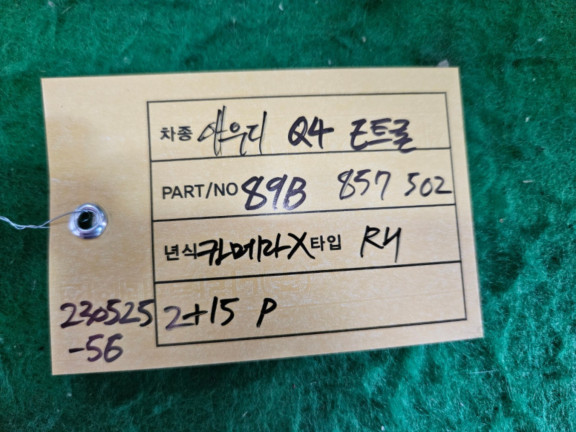 차종 아우디 Q4 E트론
PART/NO 89B 857 502
년식 카메라X 타입 RH
2+15 P
230525
-56